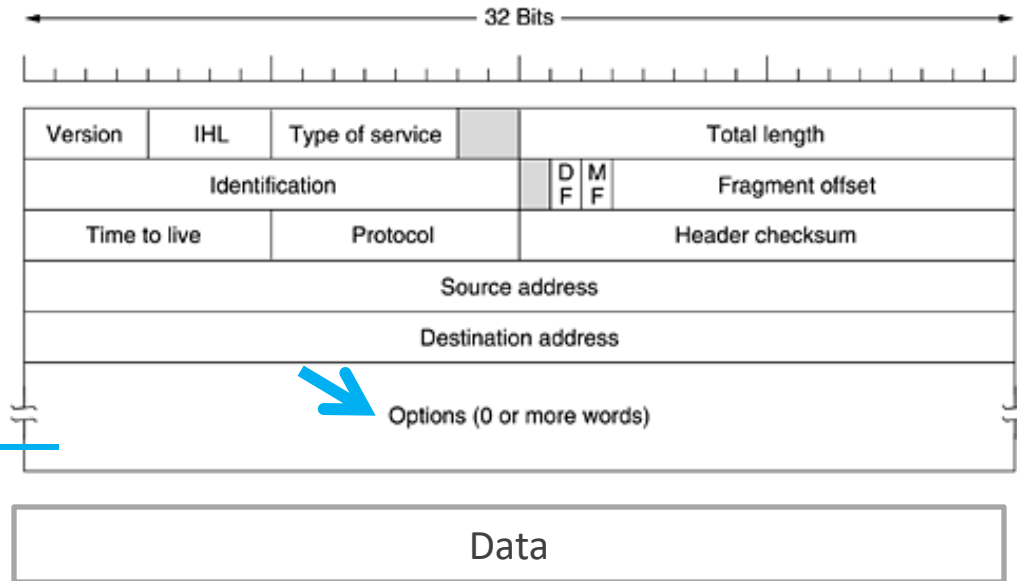 32 Bits
Version IHL Type of service Total length
Identification D F M F Fragment offset
Time to live Protocol Header checksum
Source address
Destination address
Options (0 or more words)
Data